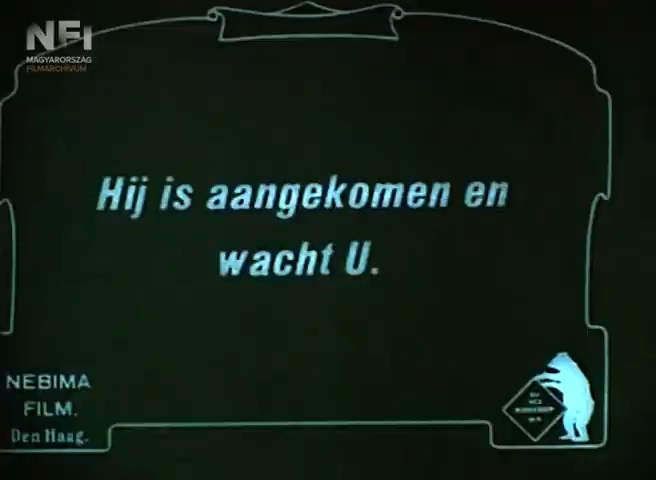 NFI
MAGYARORSZÁG
FILMARCHÍVUM
Hij is aangekomen en
wacht U.
NEBIMA
FILM.
Den Haag.